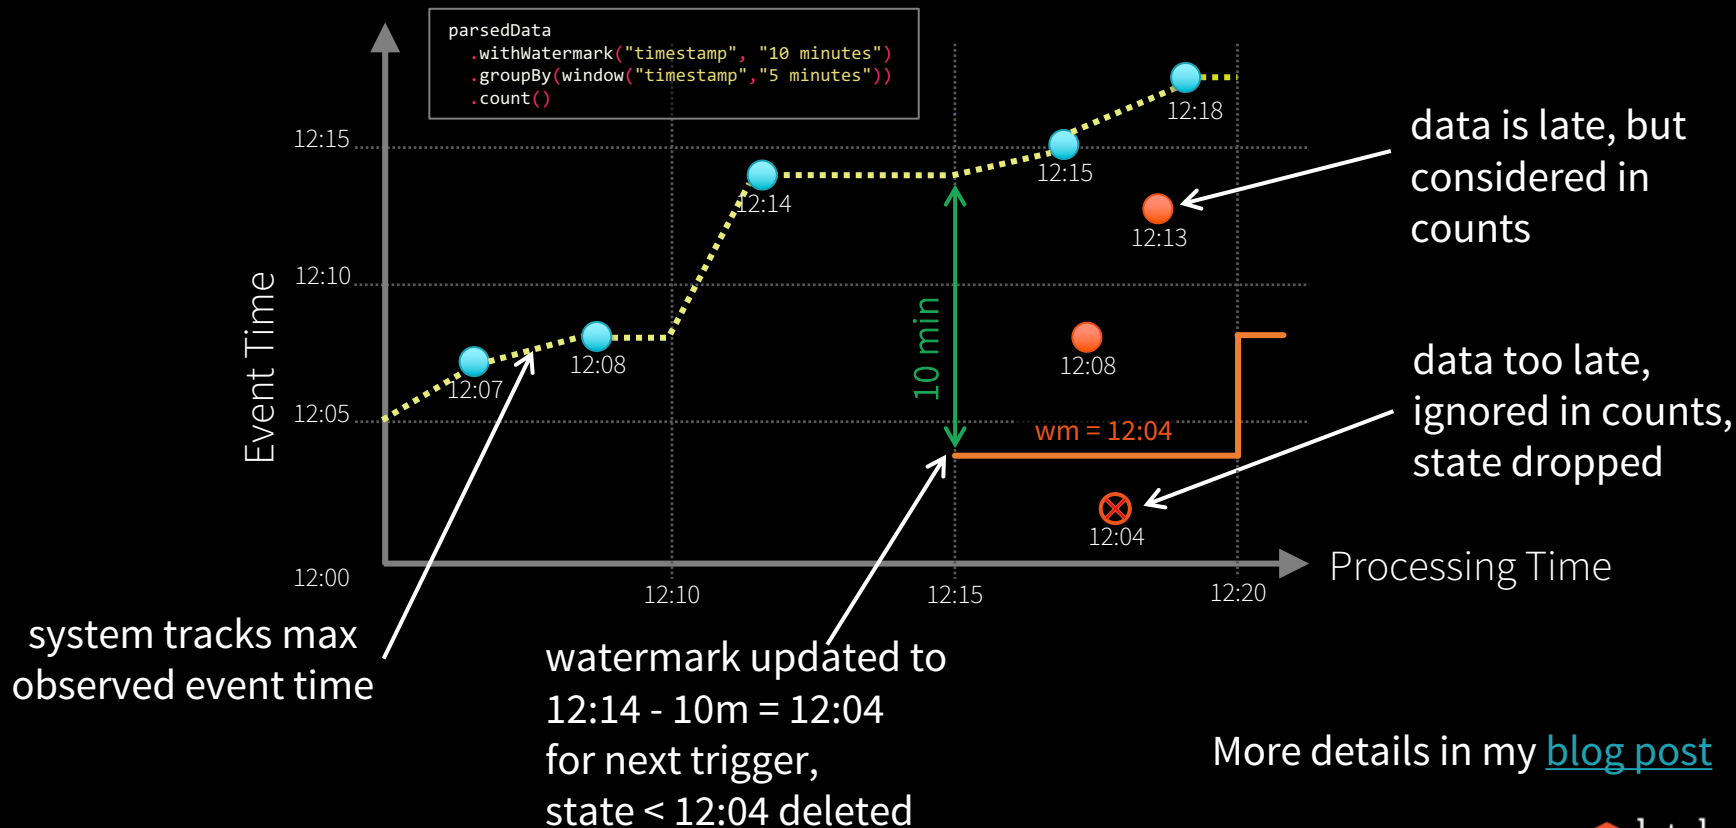 parsedData
.withWatermark("timestamp", "10 minutes")
.groupBy(window("timestamp","5 minutes"))
.count()
12:15
12:10
12:05
12:00
Event Time
12:07
12:08
12:14
12:15
12:18
12:13
12:08
12:04
10 min
wm = 12:04
12:10
12:15
12:20
Processing Time
data is late, but
considered in
counts
data too late,
ignored in counts,
state dropped
system tracks max
observed event time
watermark updated to
12:14 - 10m = 12:04
for next trigger,
state < 12:04 deleted
More details in my blog post